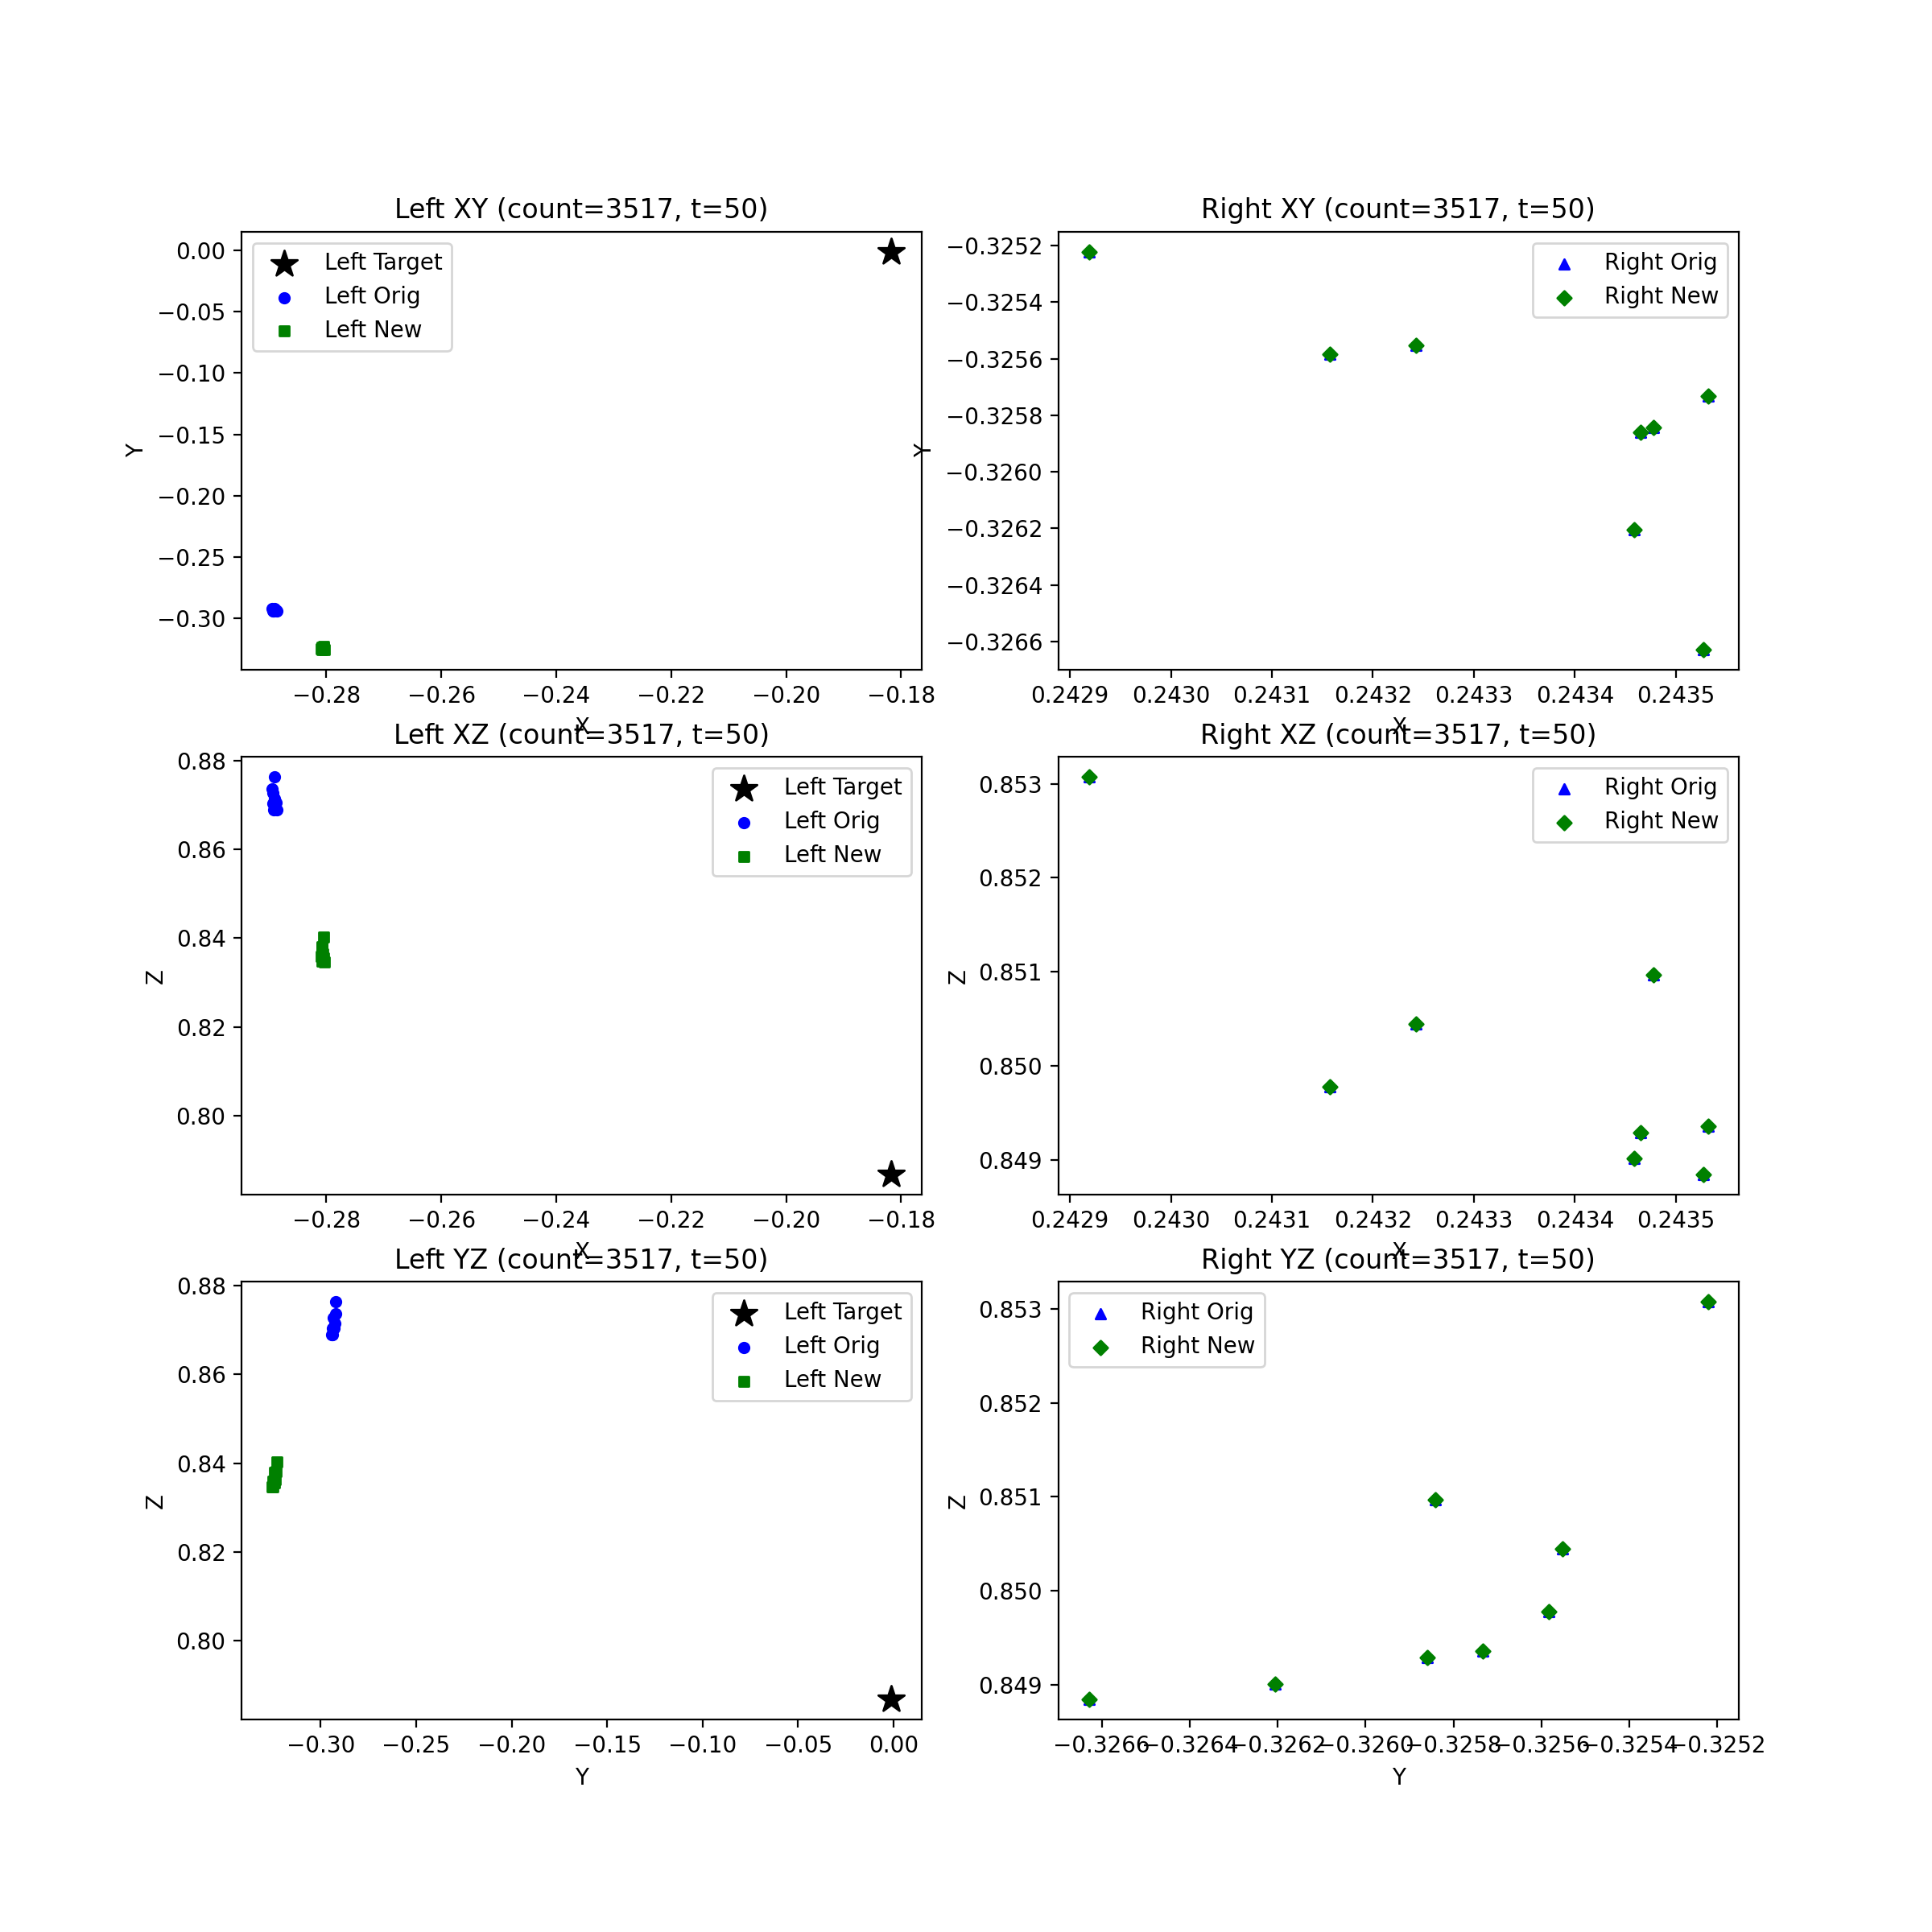 Left XY (count=3517, t=50)
Left Target
Left Orig
Left New
0.00
−0.05
−0.10
−0.15
−0.20
−0.25
−0.30
Y
−0.28
−0.26
−0.24
−0.22
−0.20
−0.18
X
Right XY (count=3517, t=50)
Right Orig
Right New
−0.3252
−0.3254
−0.3256
−0.3258
−0.3260
−0.3262
−0.3264
−0.3266
Y
0.2429
0.2430
0.2431
0.2432
0.2433
0.2434
0.2435
X
Left XZ (count=3517, t=50)
Left Target
Left Orig
Left New
0.88
0.86
0.84
0.82
0.80
Z
−0.28
−0.26
−0.24
−0.22
−0.20
−0.18
X
Right XZ (count=3517, t=50)
Right Orig
Right New
0.853
0.852
0.851
0.850
0.849
Z
0.2429
0.2430
0.2431
0.2432
0.2433
0.2434
0.2435
X
Left YZ (count=3517, t=50)
Left Target
Left Orig
Left New
0.88
0.86
0.84
0.82
0.80
Z
−0.30
−0.25
−0.20
−0.15
−0.10
−0.05
0.00
Y
Right YZ (count=3517, t=50)
Right Orig
Right New
0.853
0.852
0.851
0.850
0.849
Z
−0.3266
−0.3264
−0.3262
−0.3260
−0.3258
−0.3256
−0.3254
−0.3252
Y